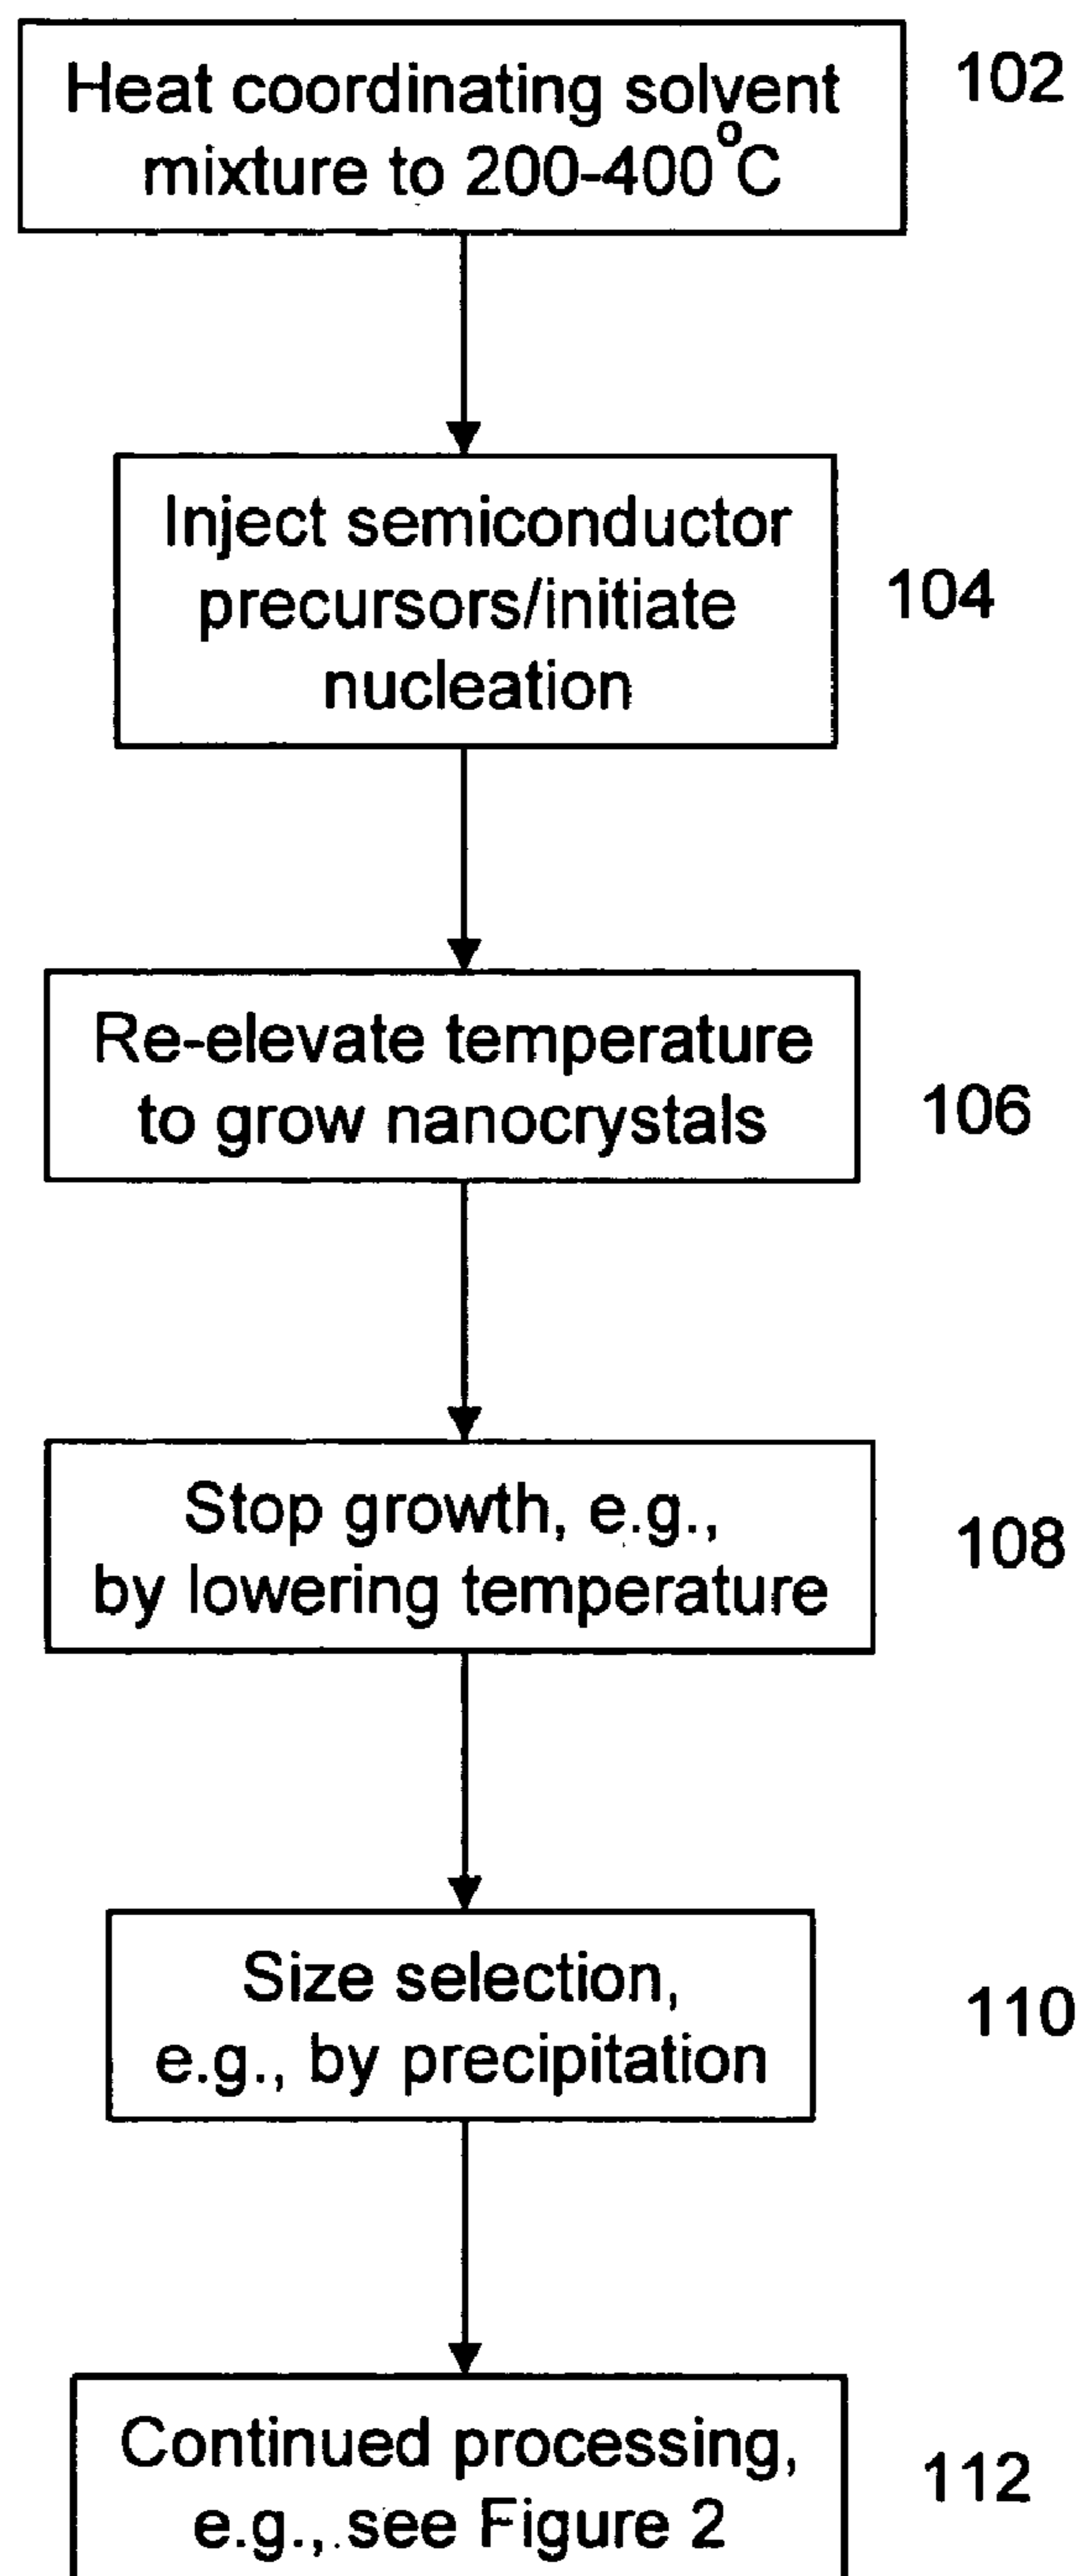 Heat coordinating solvent
mixture to 200-400°C
102
Inject semiconductor
precursors/initiate
nucleation
104
Re-elevate temperature
to grow nanocrystals
106
Stop growth, e.g.,
by lowering temperature
108
Size selection,
e.g., by precipitation
110
Continued processing,
e.g., see Figure 2
112